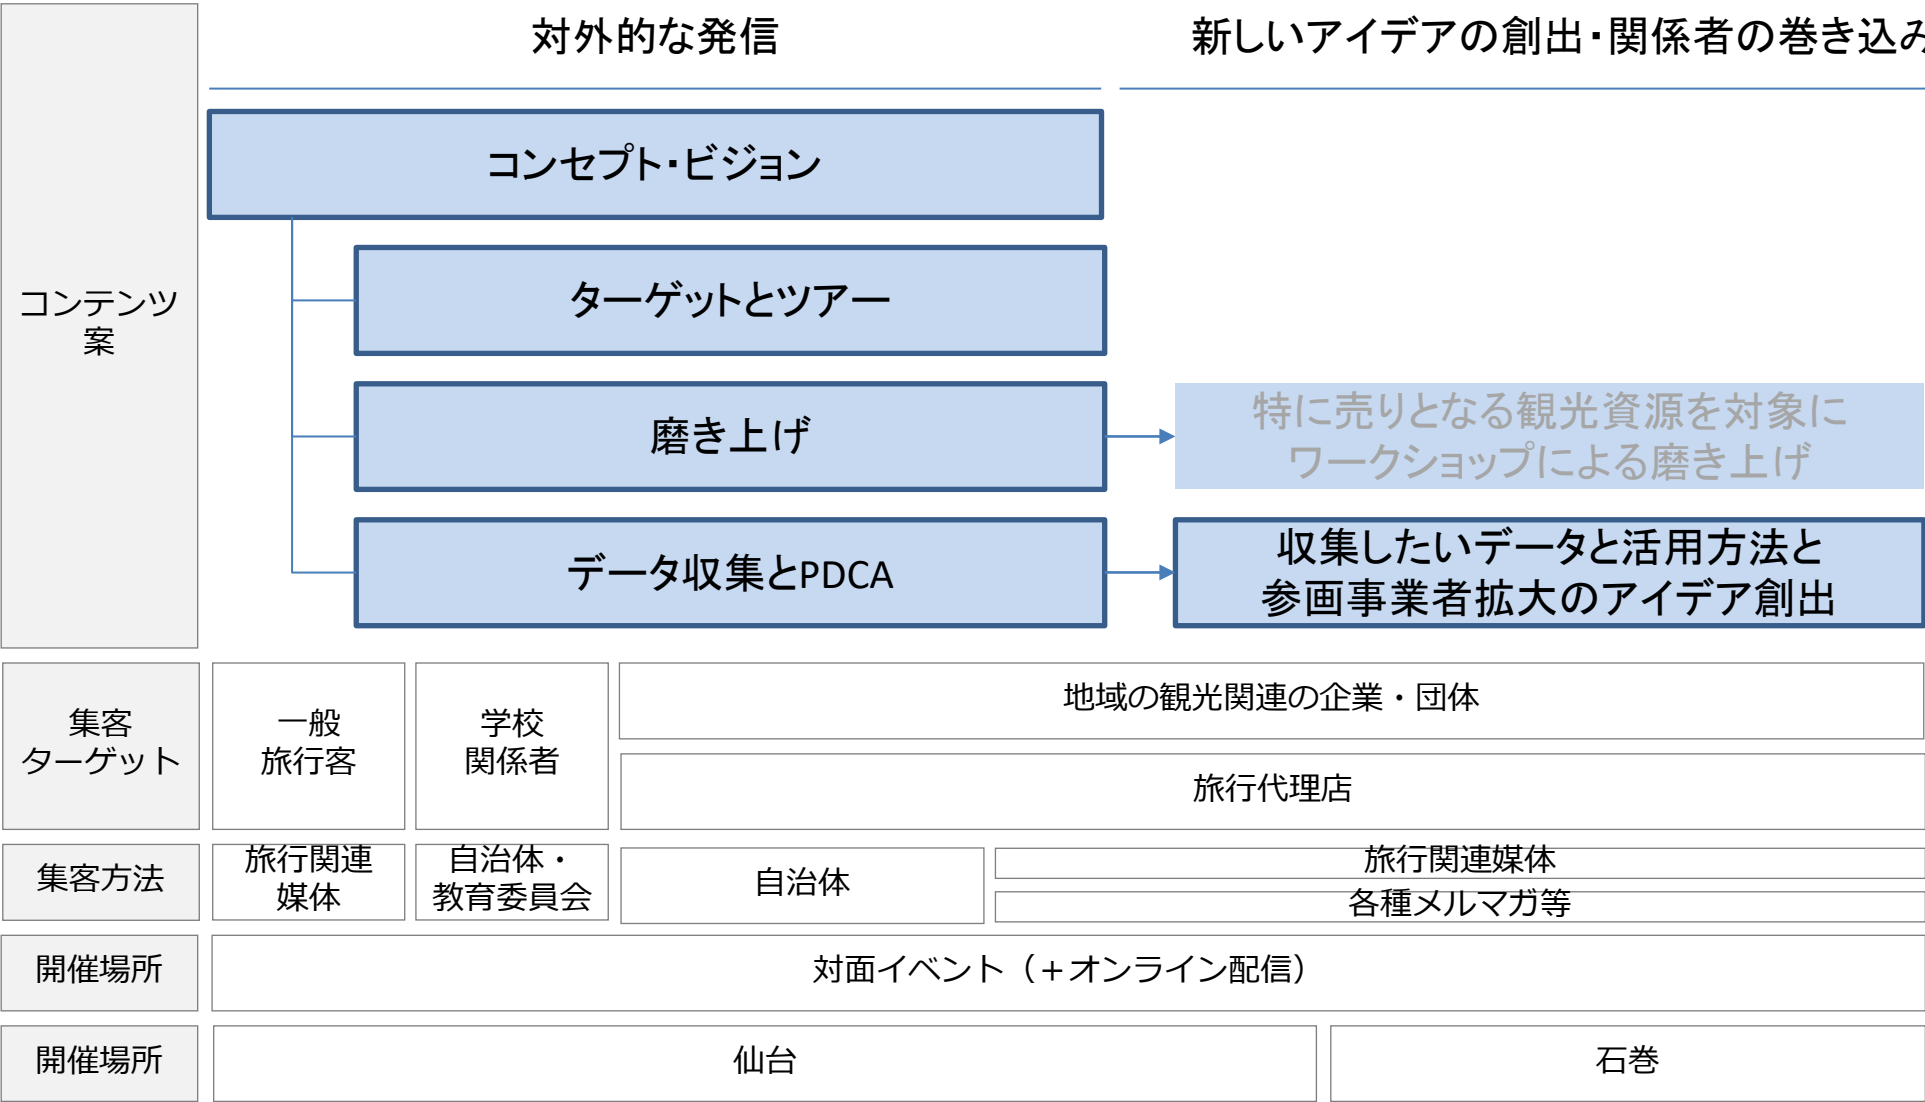 対外的な発信
新しいアイデアの創出・関係者の巻き込み
コンテンツ
案
コンセプト・ビジョン
ターゲットとツアー
磨き上げ
特に売りとなる観光資源を対象に
ワークショップによる磨き上げ
データ収集とPDCA
収集したいデータと活用方法と
参画事業者拡大のアイデア創出
集客
ターゲット
一般
旅行客
学校
関係者
地域の観光関連の企業・団体
旅行代理店
集客方法
旅行関連
媒体
自治体・
教育委員会
自治体
旅行関連媒体
各種メルマガ等
開催場所
対面イベント（＋オンライン配信）
開催場所
仙台
石巻